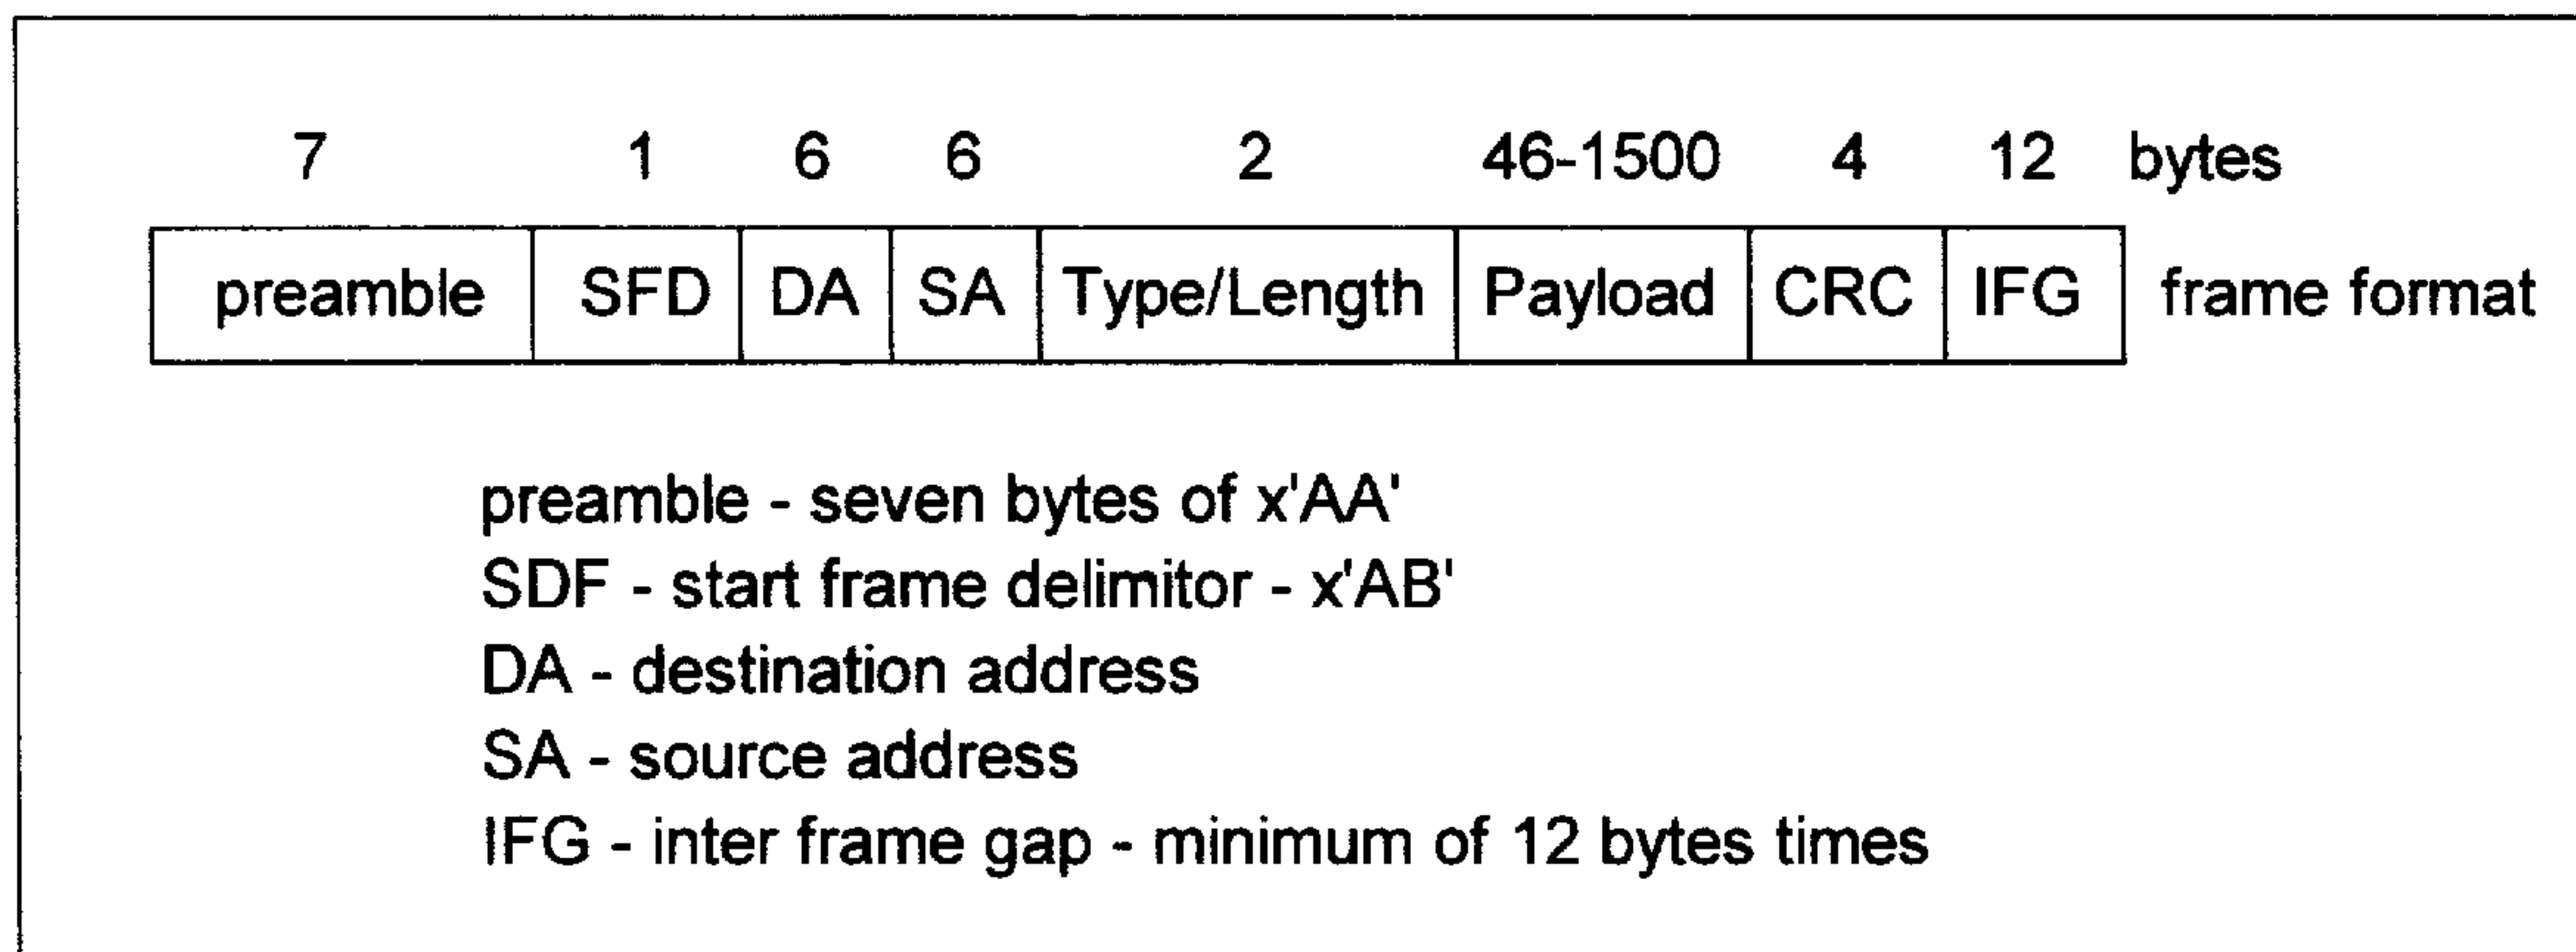 7 1 6 6 2 46-1500 4 12 bytes
preamble SFD DA SA Type/Length Payload CRC IFG frame format
preamble - seven bytes of x'AA'
SDF - start frame delimitor - x'AB'
DA - destination address
SA - source address
IFG - inter frame gap - minimum of 12 bytes times